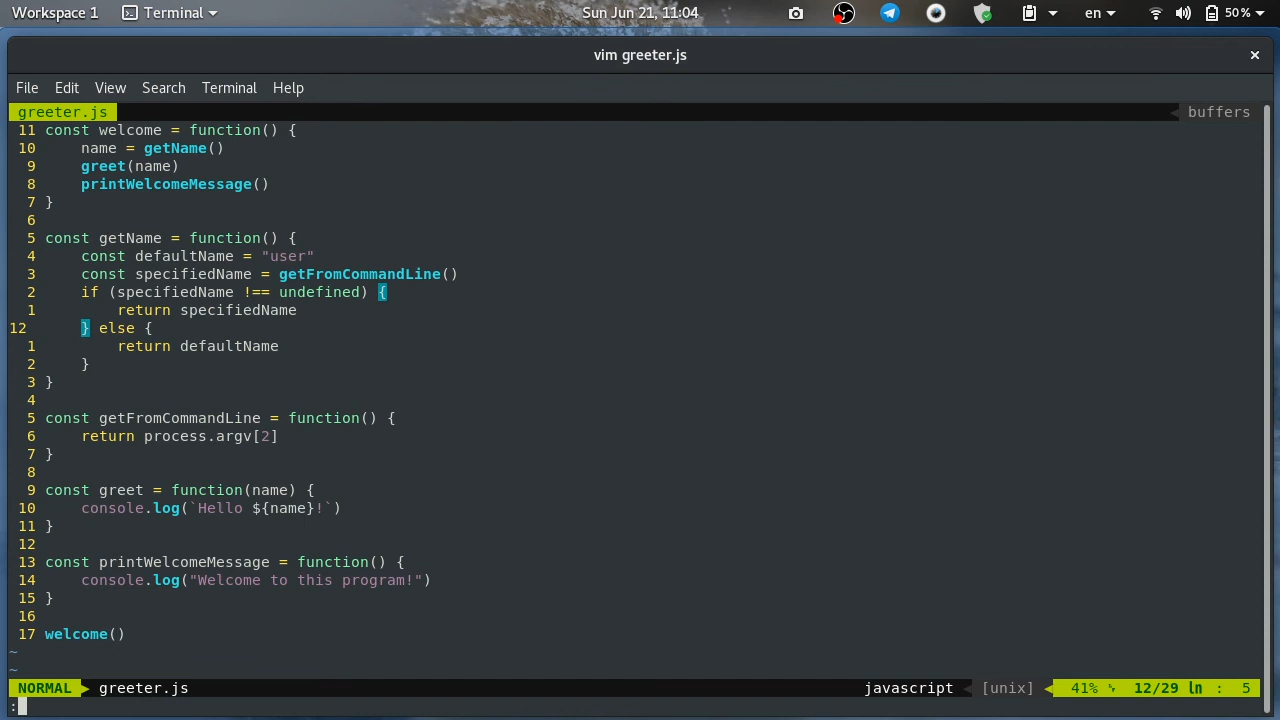 Workspace 1 Terminal Sun Jun 21, 11:04 en 50%
vim greeter.js
File Edit View Search Terminal Help
greeter.js buffers
11 const welcome = function() {
10     name = getName()
9     greet(name)
8     printWelcomeMessage()
7 }
6
5 const getName = function() {
4     const defaultName = "user"
3     const specifiedName = getFromCommandLine()
2     if (specifiedName !== undefined) {
1         return specifiedName
12     } else {
1         return defaultName
2     }
3 }
4
5 const getFromCommandLine = function() {
6     return process.argv[2]
7 }
8
9 const greet = function(name) {
10     console.log(`Hello ${name}!`)
11 }
12
13 const printWelcomeMessage = function() {
14     console.log("Welcome to this program!")
15 }
16
17 welcome()
~
~
NORMAL greeter.js javascript [unix] 41% 12/29 ln : 5
: